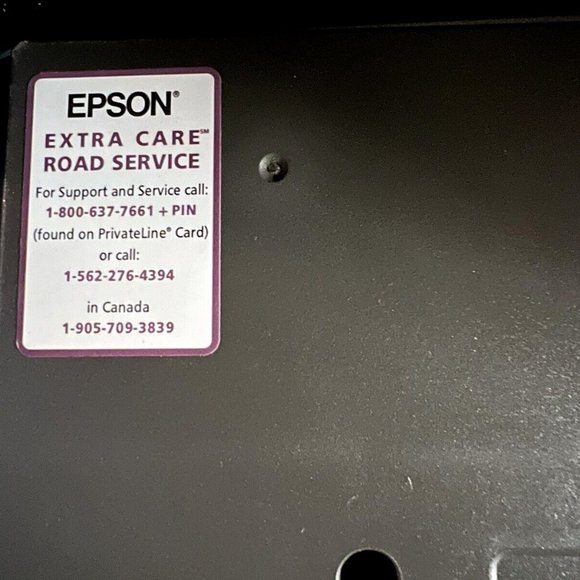 EPSON®
EXTRA CARE℠
ROAD SERVICE
For Support and Service call:
1-800-637-7661 + PIN
(found on PrivateLine® Card)
or call:
1-562-276-4394
in Canada
1-905-709-3839